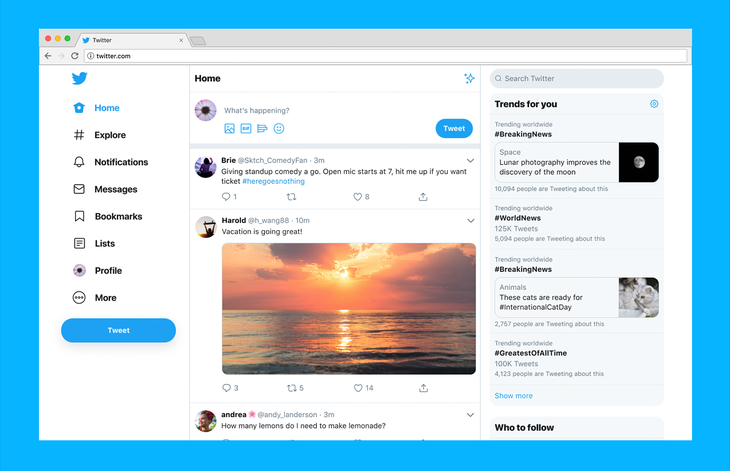 Twitter
twitter.com
Home
Explore
Notifications
Messages
Bookmarks
Lists
Profile
More
Tweet
Home
What's happening?
GIF
Tweet
Brie @Sktch_ComedyFan · 3m
Giving standup comedy a go. Open mic starts at 7, hit me up if you want
ticket #heregoesnothing
1
8
Harold @h_wang88 · 10m
Vacation is going great!
3
5
14
andrea 🌸 @andy_landerson · 3m
How many lemons do I need to make lemonade?
Search Twitter
Trends for you
Trending worldwide
#BreakingNews
Space
Lunar photography improves the
discovery of the moon
10,094 people are Tweeting about this
Trending worldwide
#WorldNews
125K Tweets
5,094 people are Tweeting about this
Trending worldwide
#BreakingNews
Animals
These cats are ready for
#InternationalCatDay
2,757 people are Tweeting about this
Trending worldwide
#GreatestOfAllTime
100K Tweets
4,123 people are Tweeting about this
Show more
Who to follow